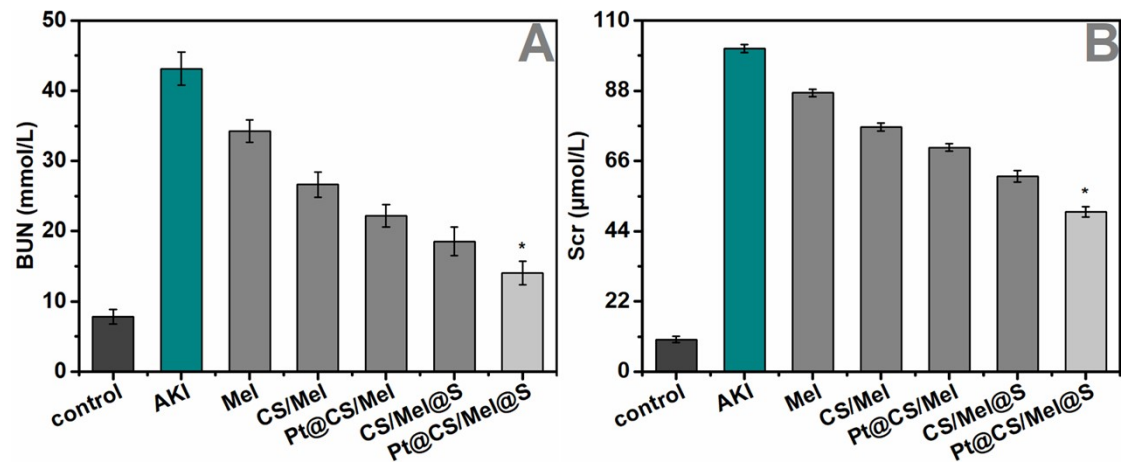 A
BUN (mmol/L)
50
40
30
20
10
0
*
control
AKI
Mel
CS/Mel
Pt@CS/Mel
CS/Mel@S
Pt@CS/Mel@S
B
Scr (µmol/L)
110
88
66
44
22
0
*
control
AKI
Mel
CS/Mel
Pt@CS/Mel
CS/Mel@S
Pt@CS/Mel@S